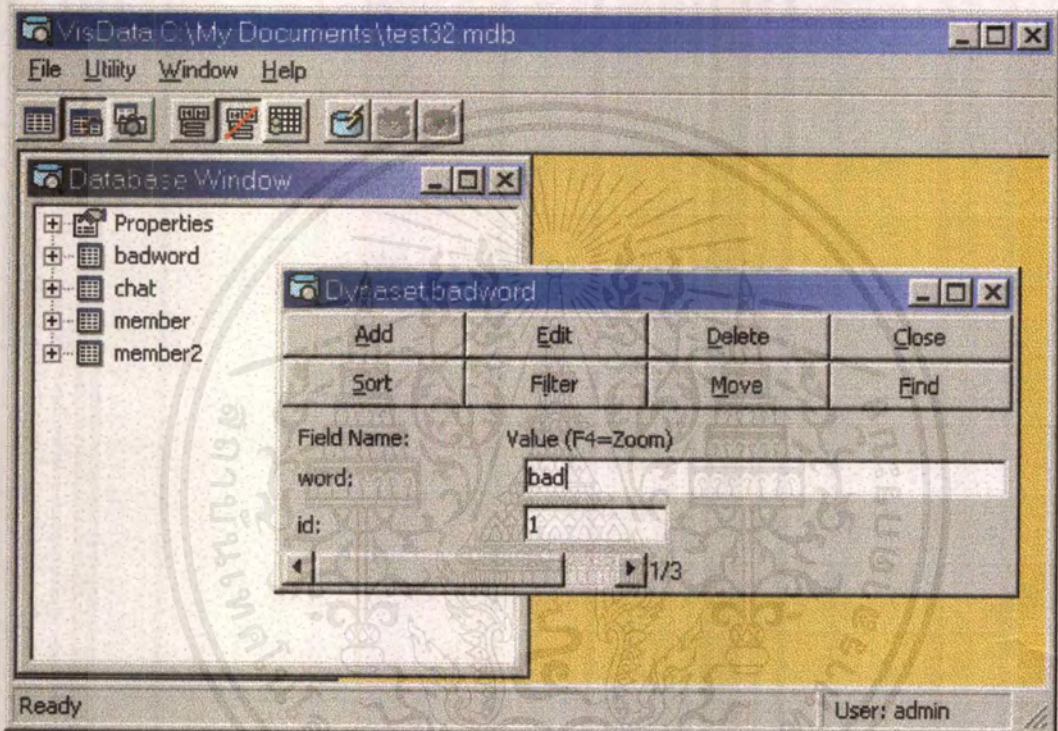 VisData:C:\My Documents\test32.mdb
File Utility Window Help
Database Window
Properties
badword
chat
member
member2
Dynaset:badword
Add Edit Delete Close
Sort Filter Move Find
Field Name: Value (F4=Zoom)
word: bad
id: 1
1/3
Ready User: admin